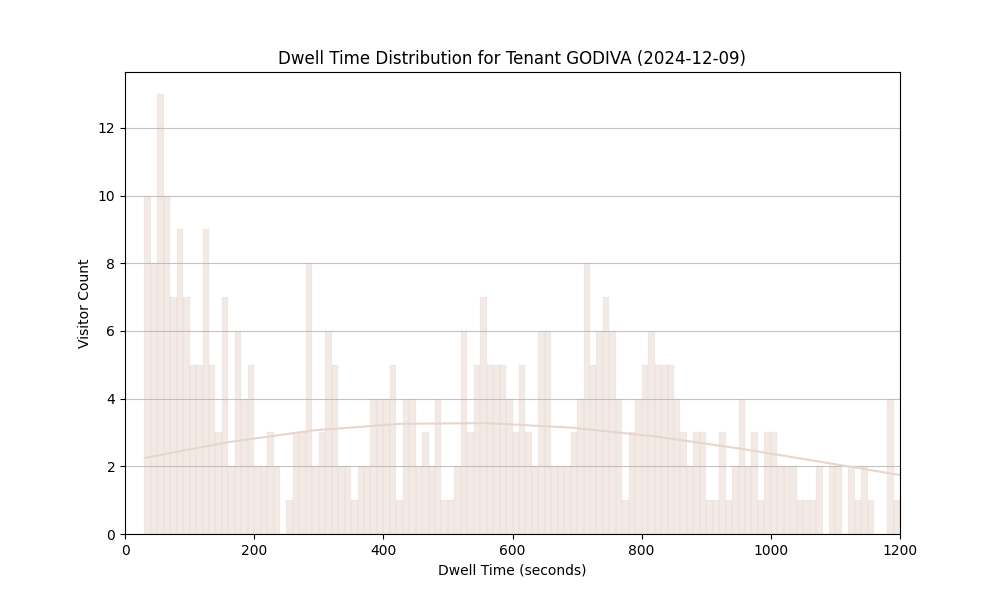 Dwell Time Distribution for Tenant GODIVA (2024-12-09)
Visitor Count
12
10
8
6
4
2
0
0 200 400 600 800 1000 1200
Dwell Time (seconds)